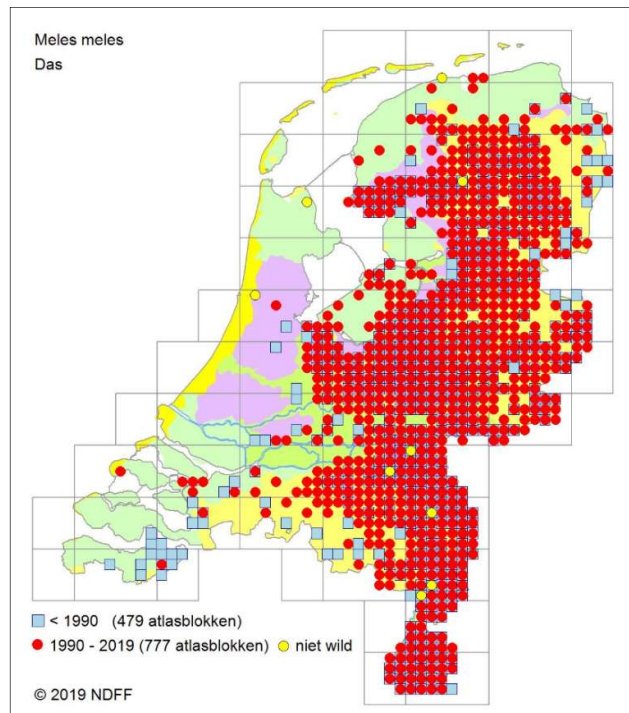 Meles meles
Das
< 1990 (479 atlasblokken)
1990 - 2019 (777 atlasblokken) niet wild
© 2019 NDFF